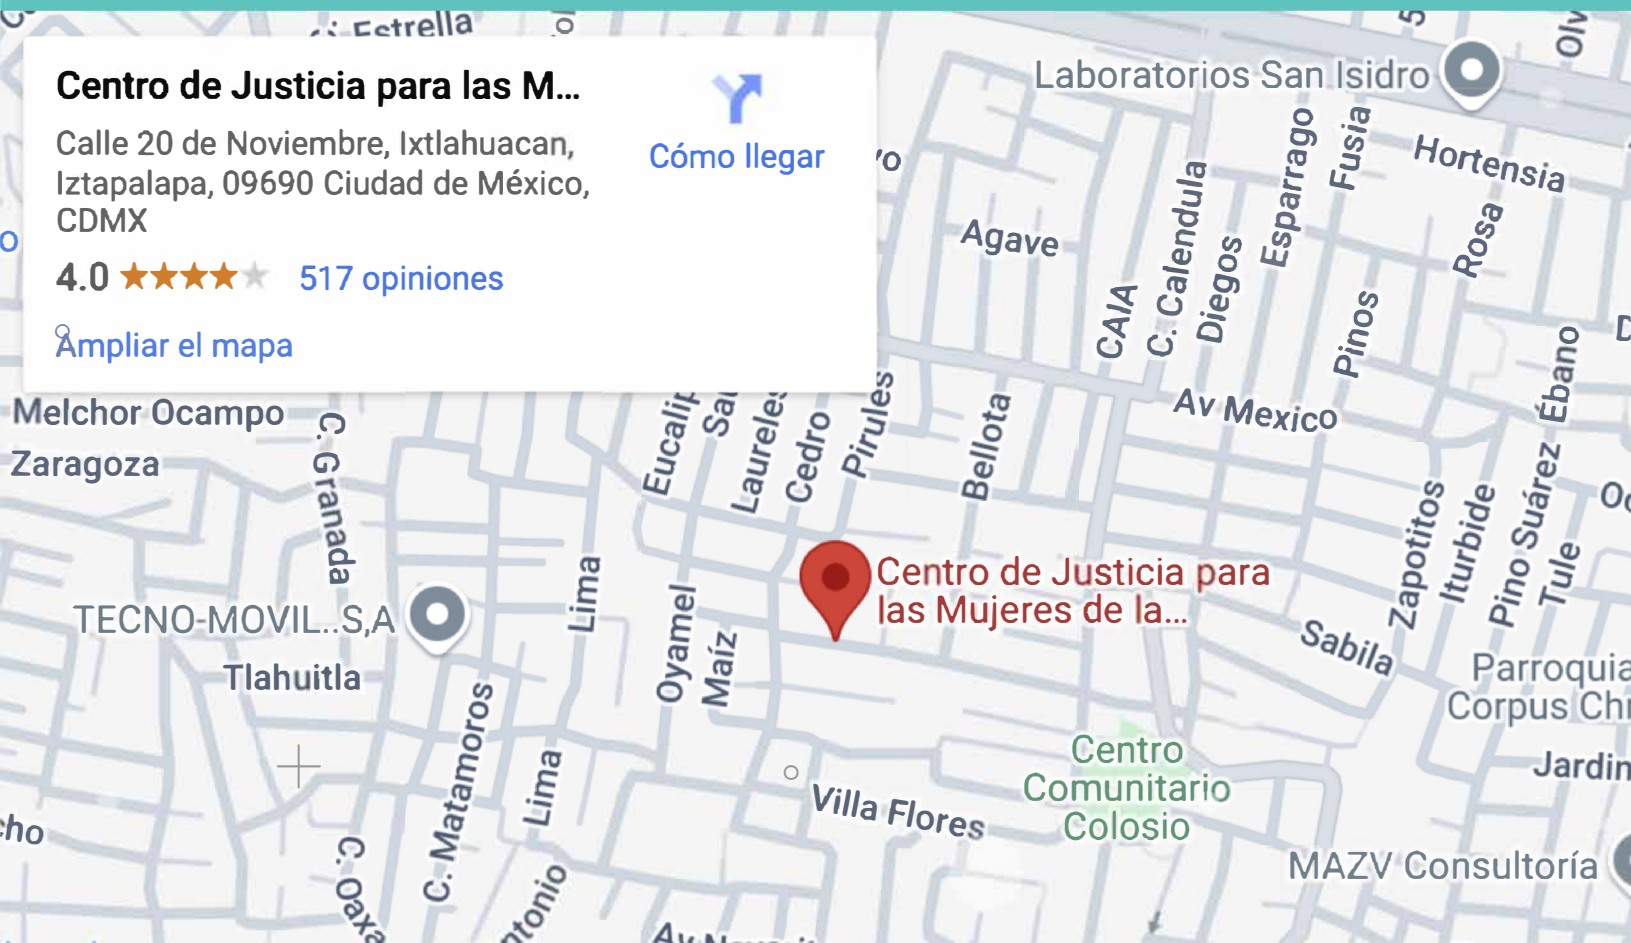 Estrella
Centro de Justicia para las M...
Calle 20 de Noviembre, Ixtlahuacan,
Iztapalapa, 09690 Ciudad de México,
CDMX
4.0
517 opiniones
Ampliar el mapa
Cómo llegar
Laboratorios San Isidro
Hortensia
Fusia
Esparrago
Rosa
Agave
C. Calendula
Diegos
CAIA
Pinos
Ébano
Av Mexico
Melchor Ocampo
Zaragoza
C. Granada
Laureles
Cedro
Pirules
Bellota
Zapotitos
Iturbide
Pino Suárez
Tule
Lima
Oyamel
Maíz
Centro de Justicia para
las Mujeres de la...
TECNO-MOVIL..S,A
Tlahuitla
Sabila
Parroquia
Corpus Chr
Jardin
C. Matamoros
Lima
Villa Flores
Centro
Comunitario
Colosio
MAZV Consultoría
C. Oaxa